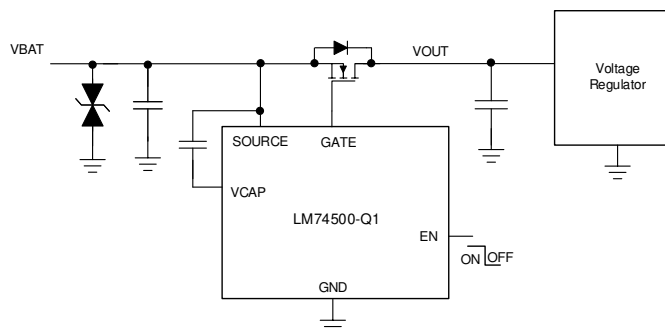 VBAT
VOUT
Voltage
Regulator
SOURCE
GATE
VCAP
LM74500-Q1
EN
ON
OFF
GND